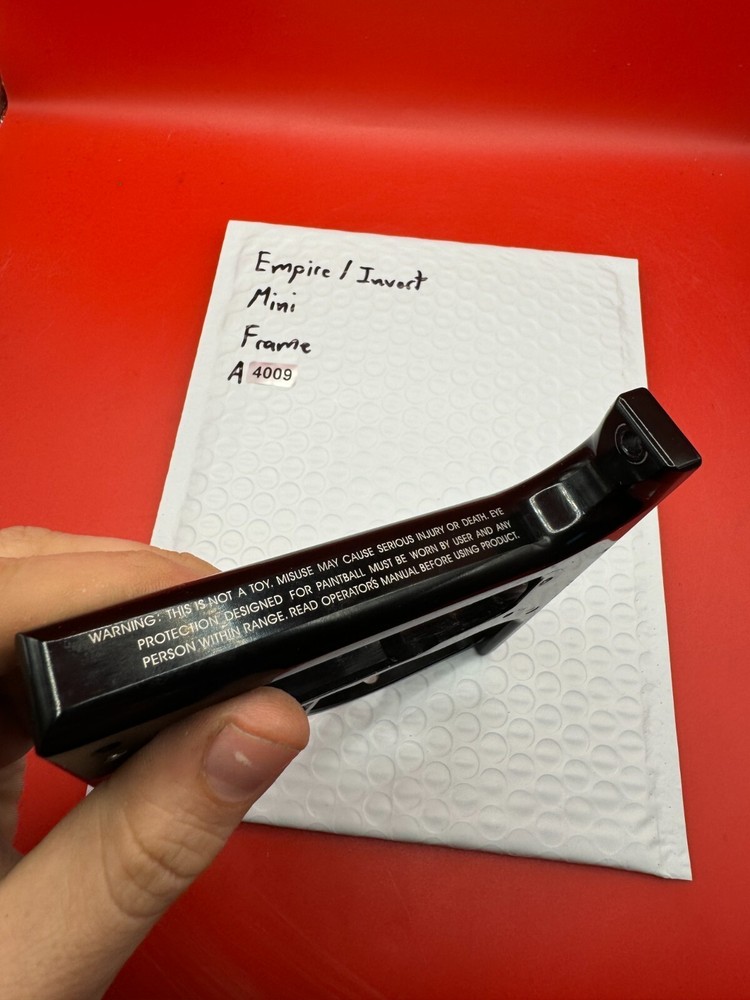 Empire / Invert
Mini
Frame
A 4009
WARNING: THIS IS NOT A TOY. MISUSE MAY CAUSE SERIOUS INJURY OR DEATH. EYE
PROTECTION DESIGNED FOR PAINTBALL MUST BE WORN BY USER AND ANY
PERSON WITHIN RANGE. READ OPERATOR'S MANUAL BEFORE USING PRODUCT.